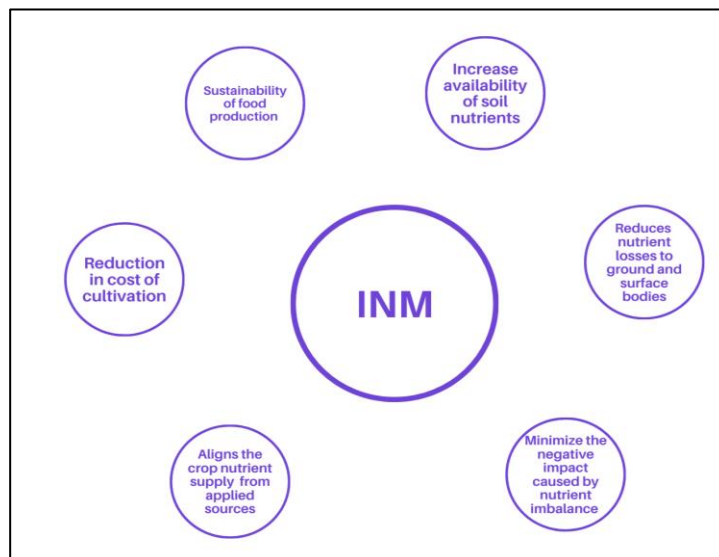 Sustainability
of food
production
Increase
availability
of soil
nutrients
Reduction
in cost of
cultivation
INM
Reduces
nutrient
losses to
ground and
surface
bodies
Aligns the
crop nutrient
supply from
applied
sources
Minimize the
negative
impact
caused by
nutrient
imbalance